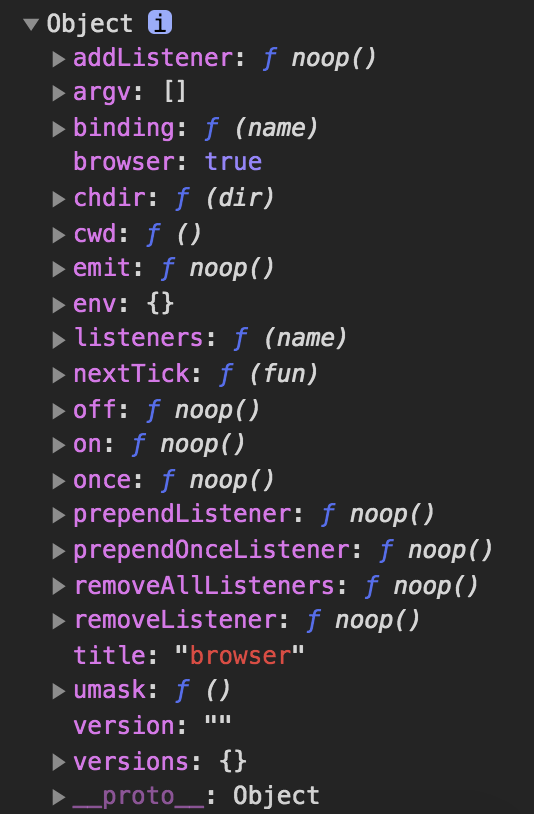 Object i
addListener: ƒ noop()
argv: []
binding: ƒ (name)
browser: true
chdir: ƒ (dir)
cwd: ƒ ()
emit: ƒ noop()
env: {}
listeners: ƒ (name)
nextTick: ƒ (fun)
off: ƒ noop()
on: ƒ noop()
once: ƒ noop()
prependListener: ƒ noop()
prependOnceListener: ƒ noop()
removeAllListeners: ƒ noop()
removeListener: ƒ noop()
title: "browser"
umask: ƒ ()
version: ""
versions: {}
__proto__: Object